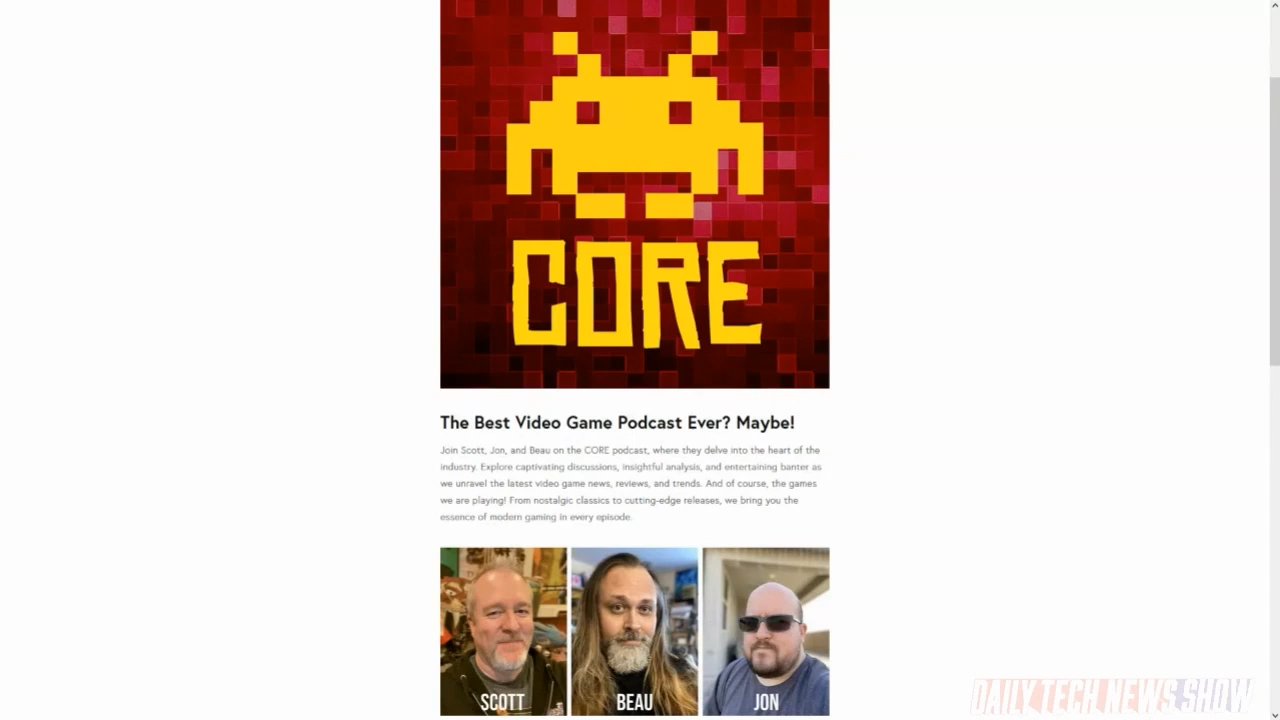 CORE
The Best Video Game Podcast Ever? Maybe!
Join Scott, Jon, and Beau on the CORE podcast, where they delve into the heart of the
industry. Explore captivating discussions, insightful analysis, and entertaining banter as
we unravel the latest video game news, reviews, and trends. And of course, the games
we are playing! From nostalgic classics to cutting-edge releases, we bring you the
essence of modern gaming in every episode.
SCOTT
BEAU
JON
DAILY TECH NEWS SHOW